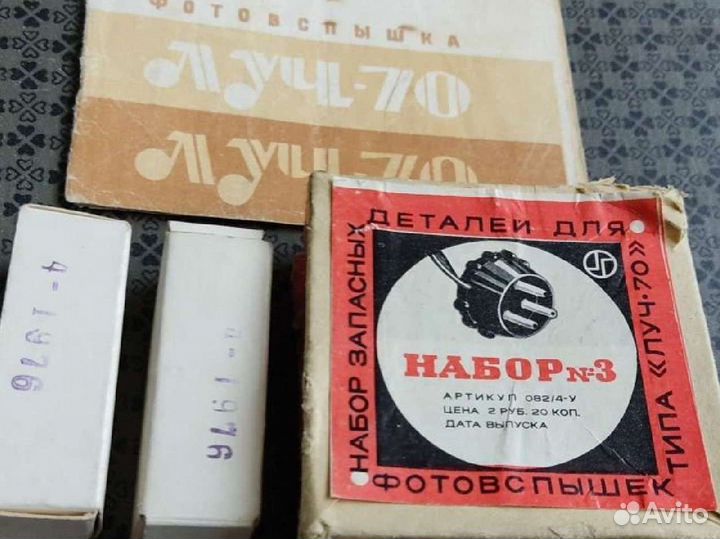 ФОТОВСПЫШКА
ЛУЧ-70
ЛУЧ-70
4-1976
1976
НАБОР ЗАПАСНЫХ
ДЕТАЛЕЙ ДЛЯ
ФОТОВСПЫШЕК
ТИПА «ЛУЧ-70»
НАБОР №3
АРТИКУЛ 082/4-У
ЦЕНА 2 РУБ. 20 КОП.
ДАТА ВЫПУСКА
Avito